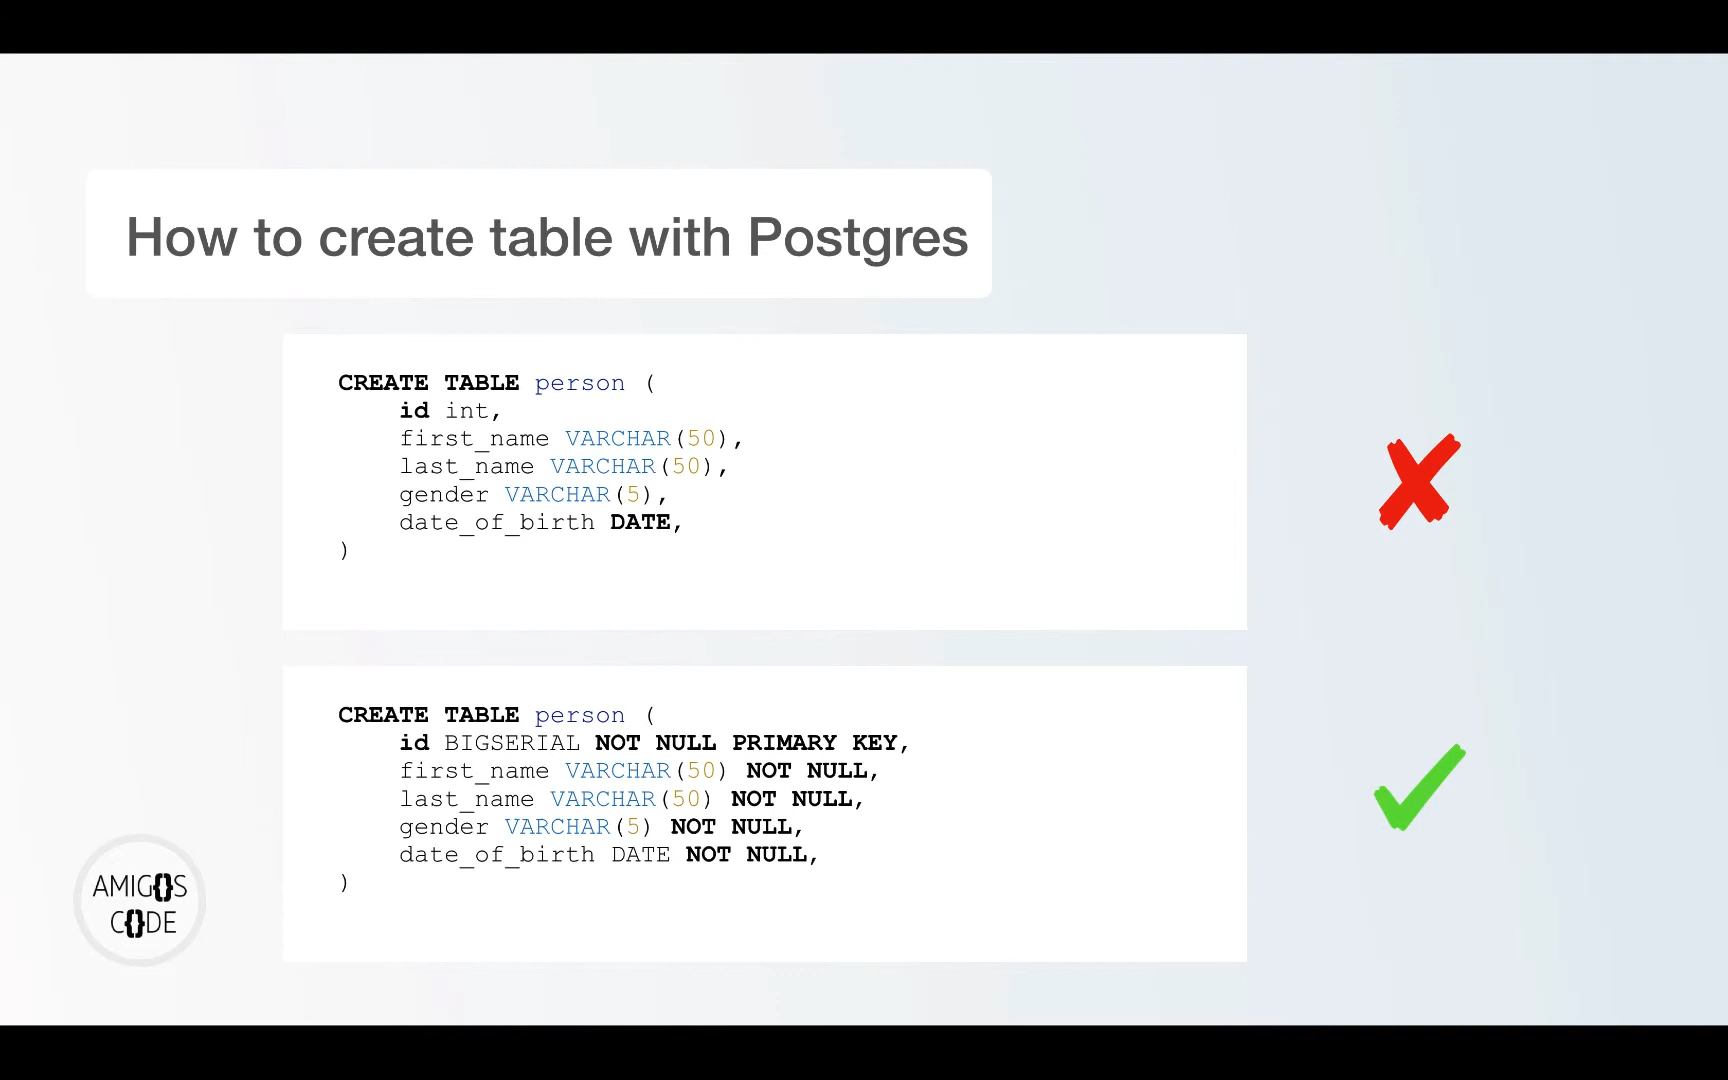 How to create table with Postgres
CREATE TABLE person (
    id int,
    first_name VARCHAR(50),
    last_name VARCHAR(50),
    gender VARCHAR(5),
    date_of_birth DATE,
)
CREATE TABLE person (
    id BIGSERIAL NOT NULL PRIMARY KEY,
    first_name VARCHAR(50) NOT NULL,
    last_name VARCHAR(50) NOT NULL,
    gender VARCHAR(5) NOT NULL,
    date_of_birth DATE NOT NULL,
)
AMIG{}S
C{}DE